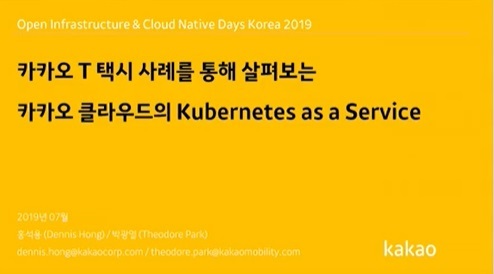 Open Infrastructure & Cloud Native Days Korea 2019
카카오 T 택시 사례를 통해 살펴보는
카카오 클라우드의 Kubernetes as a Service
2019년 07월
홍석용 (Dennis Hong) / 박광일 (Theodore Park)
dennis.hong@kakaocorp.com / theodore.park@kakaomobility.com
kakao